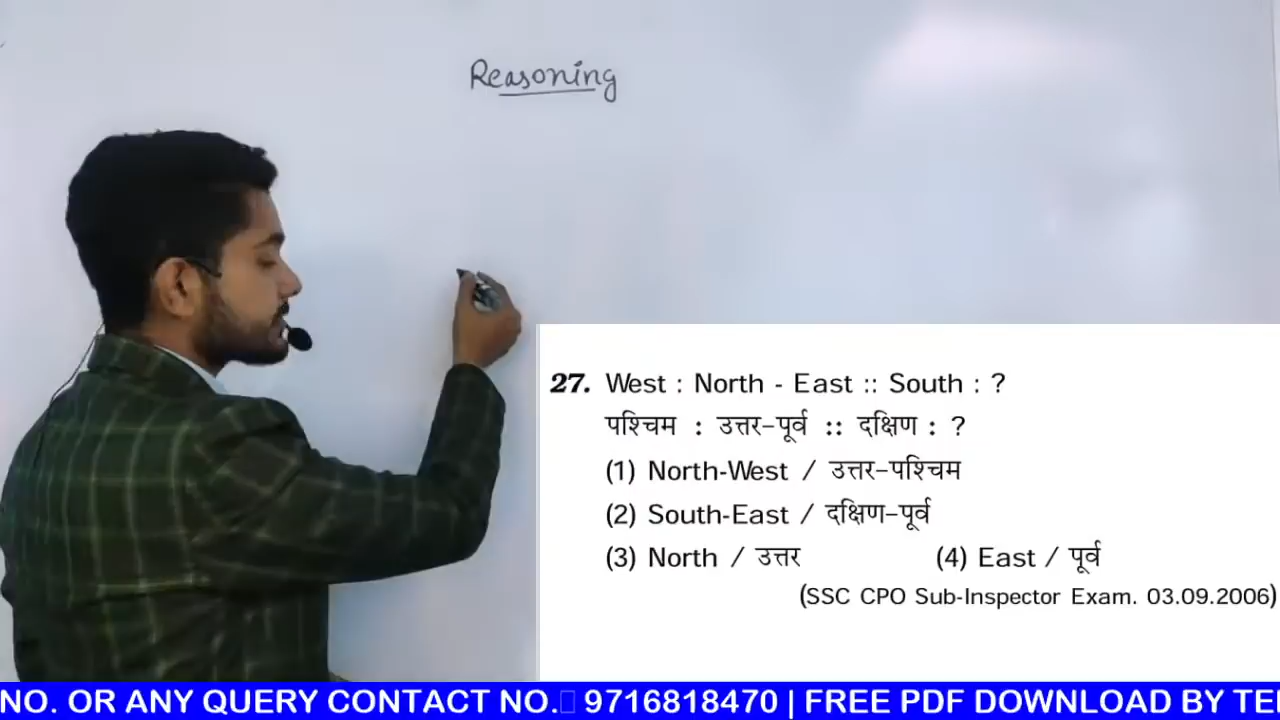 Reasoning
27. West : North - East :: South : ?
पश्चिम : उत्तर-पूर्व :: दक्षिण : ?
(1) North-West / उत्तर-पश्चिम
(2) South-East / दक्षिण-पूर्व
(3) North / उत्तर (4) East / पूर्व
(SSC CPO Sub-Inspector Exam. 03.09.2006)
NO. OR ANY QUERY CONTACT NO. 9716818470 | FREE PDF DOWNLOAD BY TEL